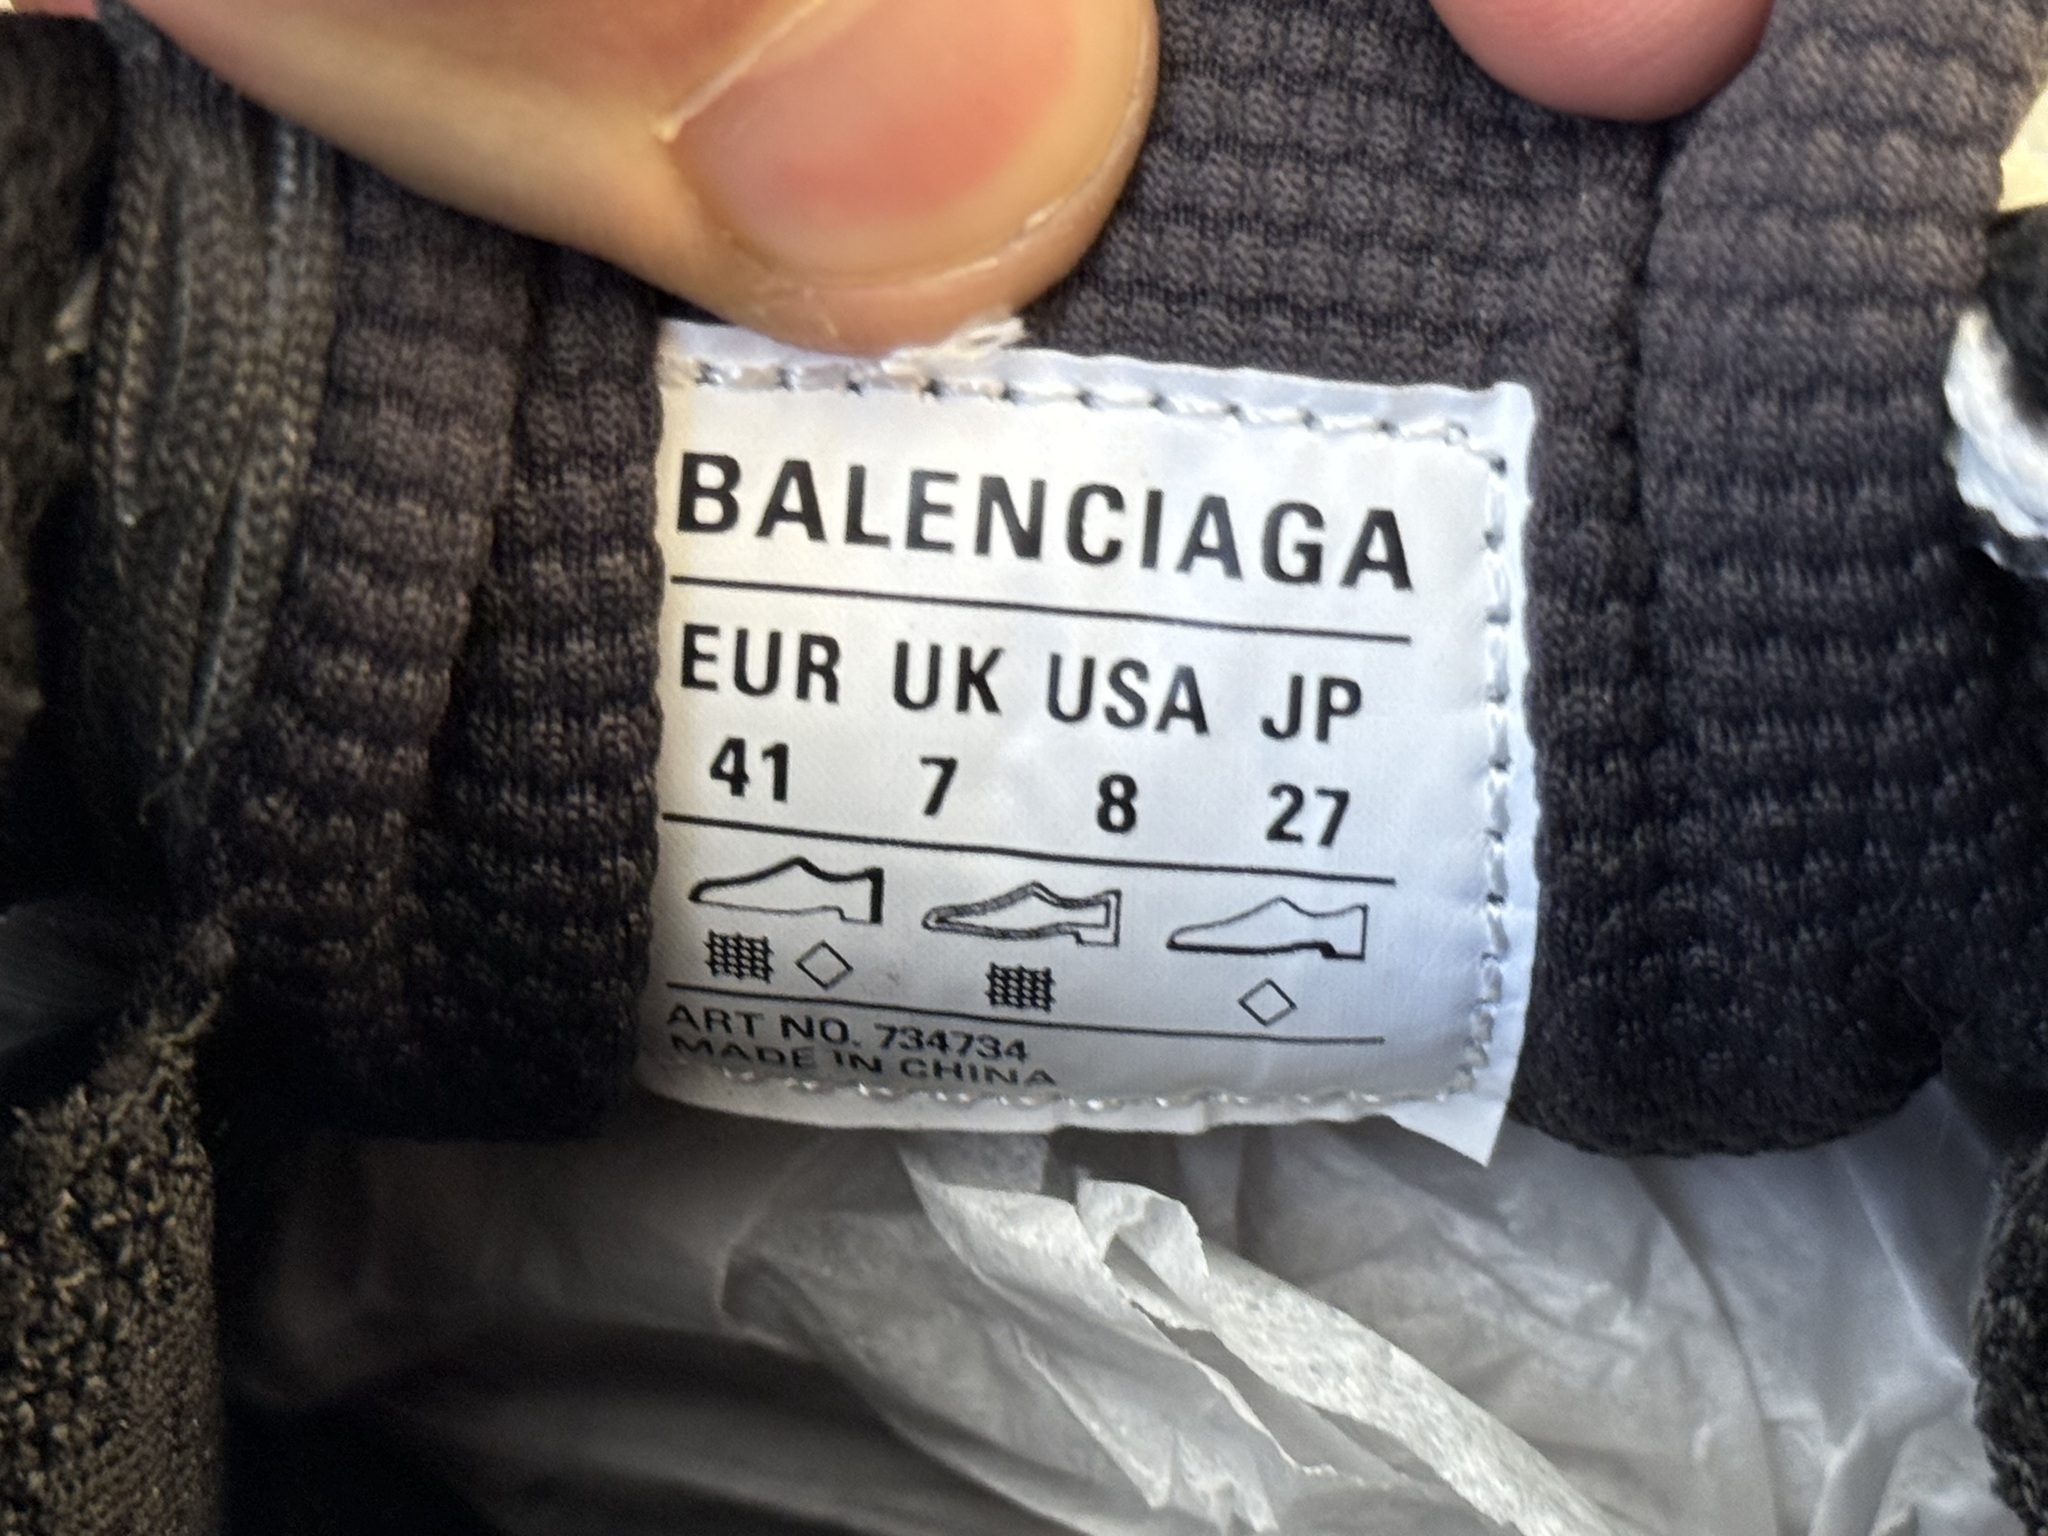 BALENCIAGA
EUR UK USA JP
41 7 8 27
ART NO. 734734
MADE IN CHINA